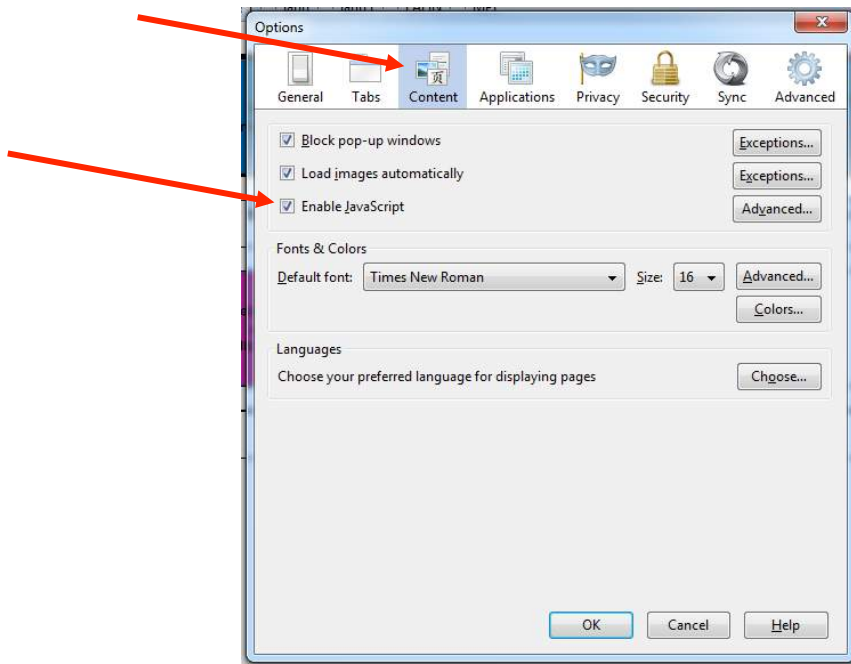 Options
页
General Tabs Content Applications Privacy Security Sync Advanced
Block pop-up windows Exceptions...
Load images automatically Exceptions...
Enable JavaScript Advanced...
Fonts & Colors
Default font: Times New Roman Size: 16 Advanced...
Colors...
Languages
Choose your preferred language for displaying pages Choose...
OK Cancel Help